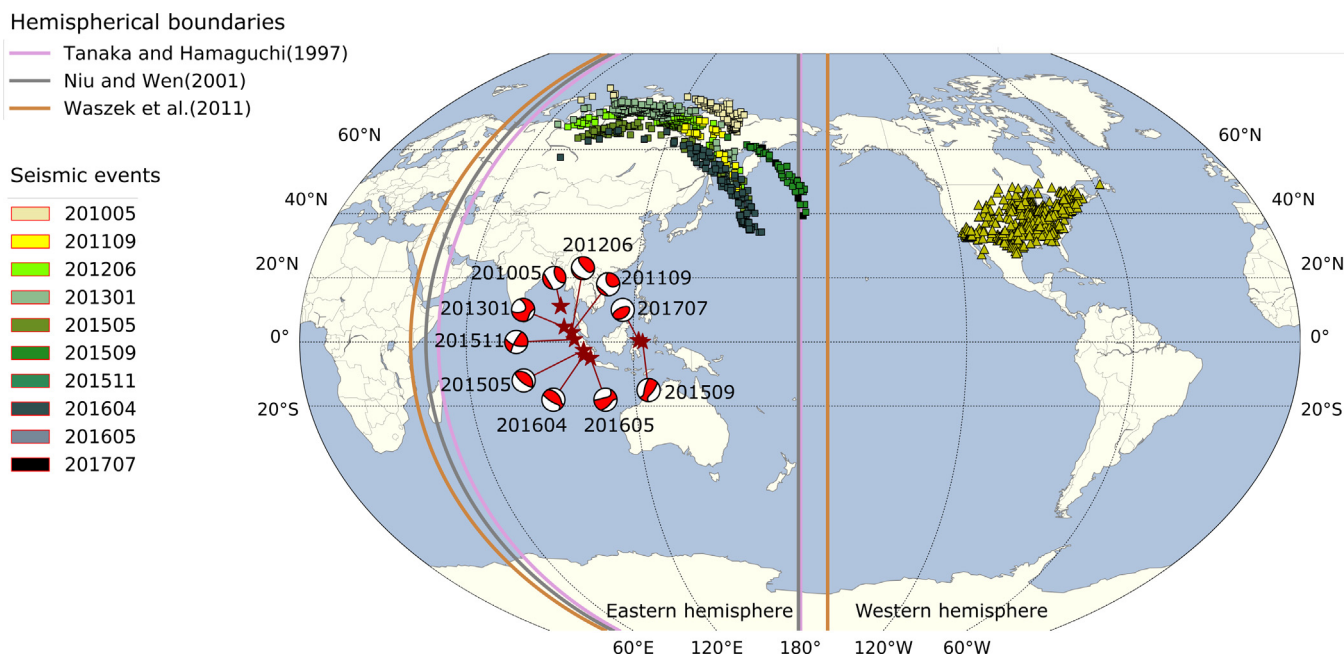 Hemispherical boundaries
Tanaka and Hamaguchi(1997)
Niu and Wen(2001)
Waszek et al.(2011)
Seismic events
201005
201109
201206
201301
201505
201509
201511
201604
201605
201707
60°N
60°N
40°N
40°N
20°N
20°N
0°
0°
20°S
20°S
201206
201005
201109
201301
201707
201511
201505
201509
201604
201605
Eastern hemisphere
Western hemisphere
60°E
120°E
180°
120°W
60°W